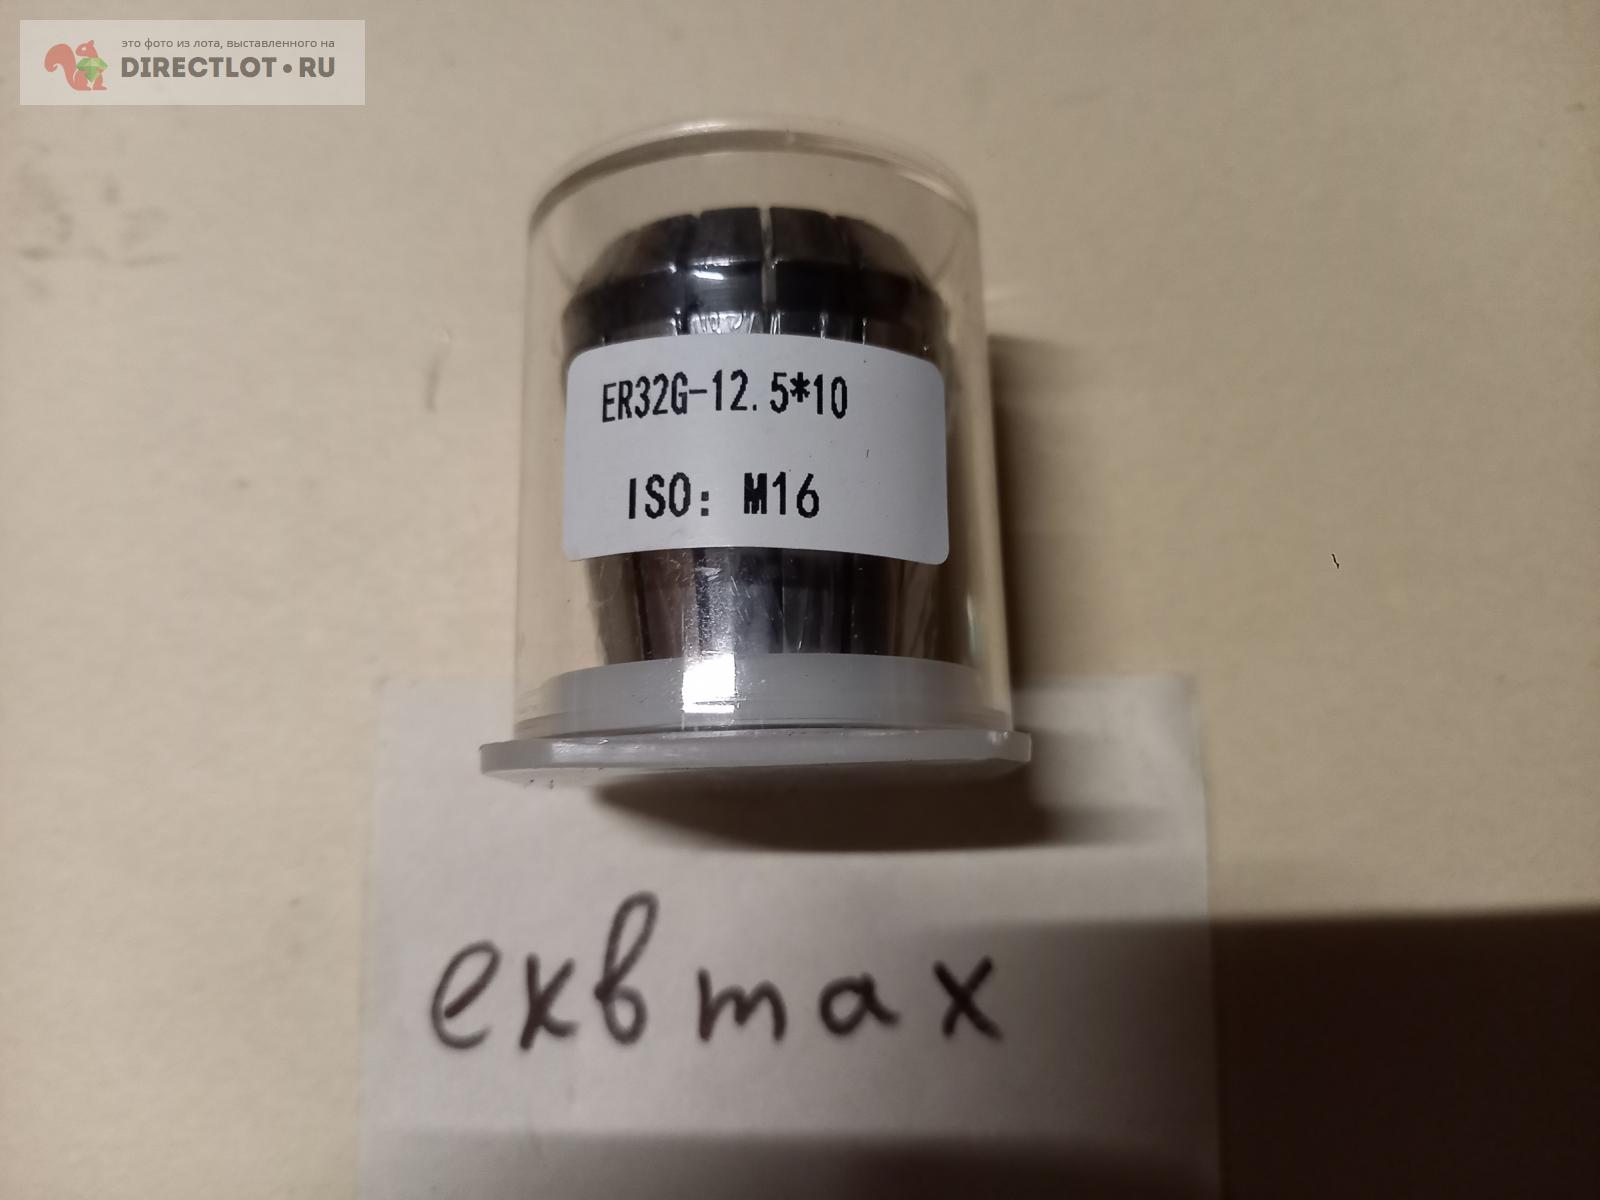 это фото из лота, выставленного на
DIRECTLOT•RU
ER32G-12.5*10
ISO: M16
exbmax